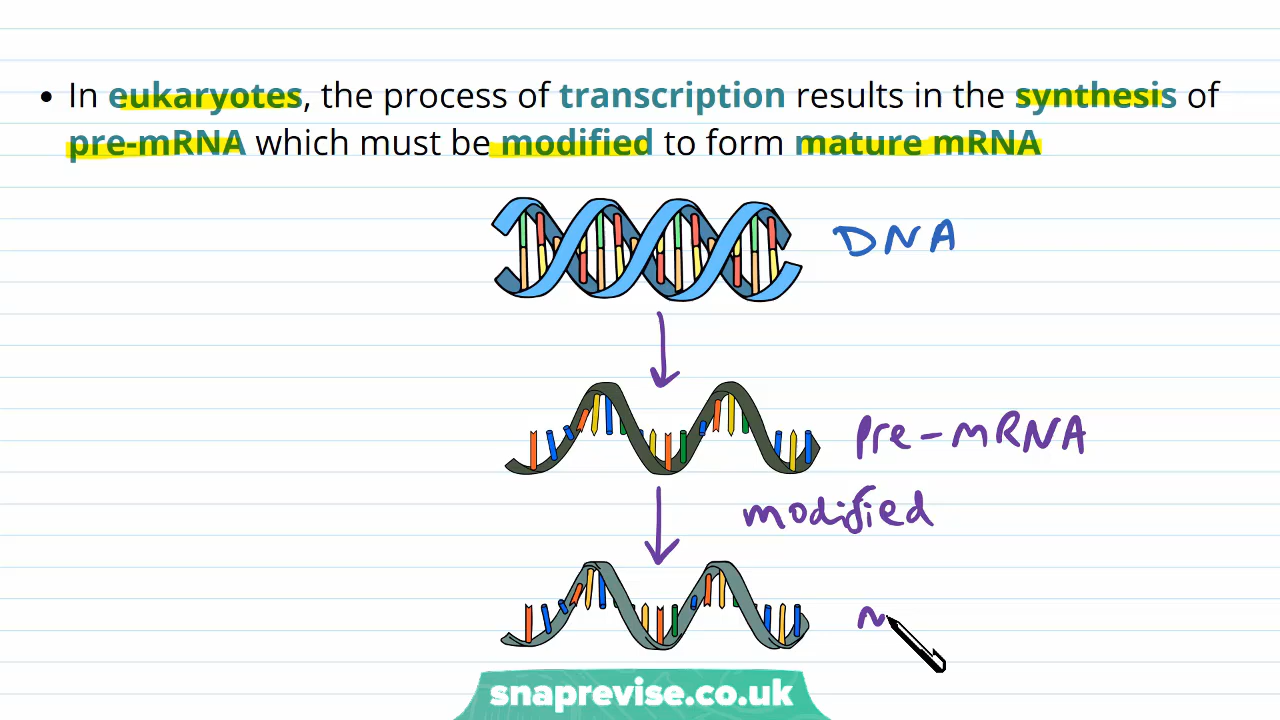 • In eukaryotes, the process of transcription results in the synthesis of
pre-mRNA which must be modified to form mature mRNA
DNA
pre-mRNA
modified
snaprevise.co.uk